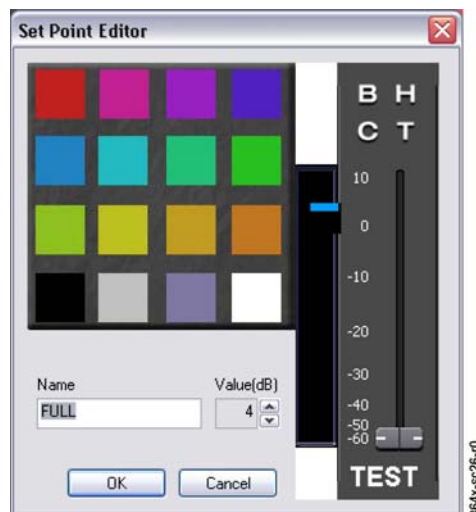 Set Point Editor
B H
C T
10
0
-10
-20
-30
-40
-50
-60
TEST
Name
Value(dB)
FULL
4
OK
Cancel